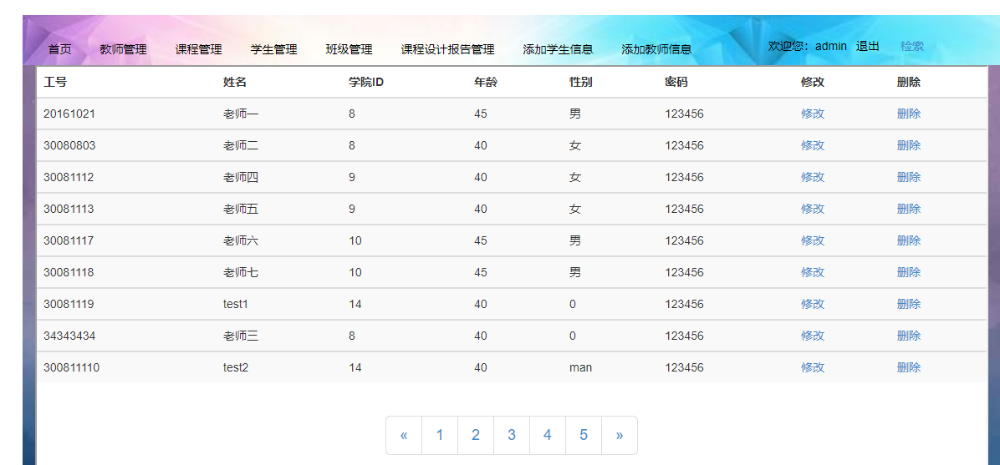 首页 教师管理 课程管理 学生管理 班级管理 课程设计报告管理 添加学生信息 添加教师信息 欢迎您：admin 退出 检索
工号 姓名 学院ID 年龄 性别 密码 修改 删除
20161021 老师一 8 45 男 123456 修改 删除
30080803 老师二 8 40 女 123456 修改 删除
30081112 老师四 9 40 女 123456 修改 删除
30081113 老师五 9 40 女 123456 修改 删除
30081117 老师六 10 45 男 123456 修改 删除
30081118 老师七 10 45 男 123456 修改 删除
30081119 test1 14 40 0 123456 修改 删除
34343434 老师三 8 40 0 123456 修改 删除
300811110 test2 14 40 man 123456 修改 删除
« 1 2 3 4 5 »